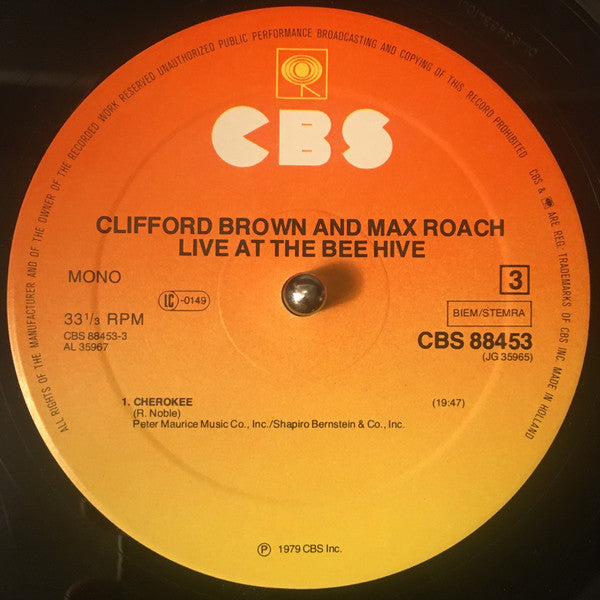 ALL RIGHTS OF THE MANUFACTURER AND OF THE OWNER OF THE RECORDED WORK RESERVED UNAUTHORIZED PUBLIC PERFORMANCE BROADCASTING AND COPYING OF THIS RECORD PROHIBITED
CBS & ARE REG. TRADEMARKS OF CBS INC. MADE IN HOLLAND
CBS
CLIFFORD BROWN AND MAX ROACH
LIVE AT THE BEE HIVE
MONO
LC-0149
3
33 1/3 RPM
BIEM/STEMRA
CBS 88453-3
CBS 88453
AL 35967
(JG 35965)
1. CHEROKEE (19:47)
(R. Noble)
Peter Maurice Music Co., Inc./Shapiro Bernstein & Co., Inc.
Ⓟ 1979 CBS Inc.